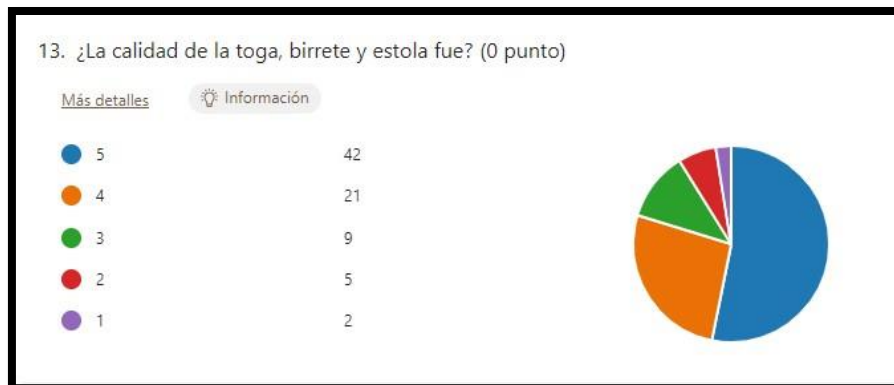 13. ¿La calidad de la toga, birrete y estola fue? (0 punto)
Más detalles Información
5 42
4 21
3 9
2 5
1 2